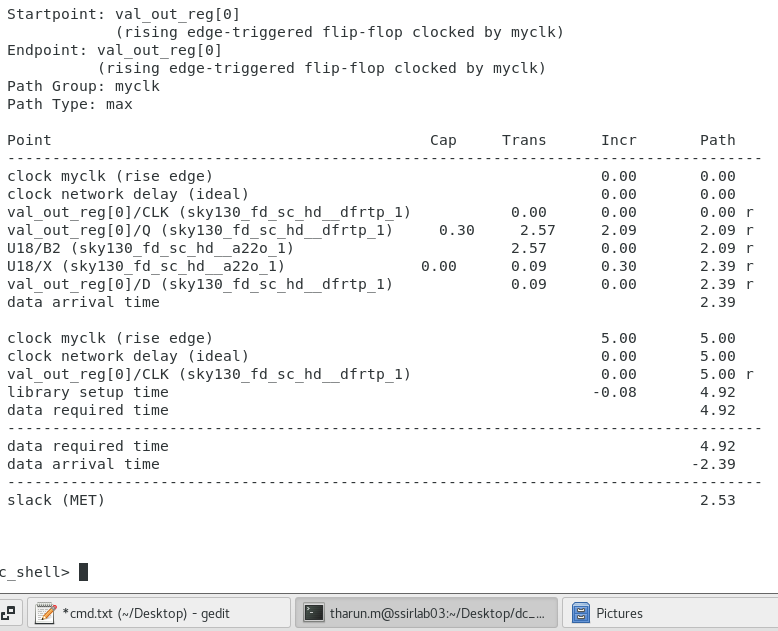 Startpoint: val_out_reg[0]
(rising edge-triggered flip-flop clocked by myclk)
Endpoint: val_out_reg[0]
(rising edge-triggered flip-flop clocked by myclk)
Path Group: myclk
Path Type: max
Point Cap Trans Incr Path
------------------------------------------------------------------------------------
clock myclk (rise edge) 0.00 0.00
clock network delay (ideal) 0.00 0.00
val_out_reg[0]/CLK (sky130_fd_sc_hd__dfrtp_1) 0.00 0.00 0.00 r
val_out_reg[0]/Q (sky130_fd_sc_hd__dfrtp_1) 0.30 2.57 2.09 2.09 r
U18/B2 (sky130_fd_sc_hd__a22o_1) 2.57 0.00 2.09 r
U18/X (sky130_fd_sc_hd__a22o_1) 0.00 0.09 0.30 2.39 r
val_out_reg[0]/D (sky130_fd_sc_hd__dfrtp_1) 0.09 0.00 2.39 r
data arrival time 2.39
clock myclk (rise edge) 5.00 5.00
clock network delay (ideal) 0.00 5.00
val_out_reg[0]/CLK (sky130_fd_sc_hd__dfrtp_1) 0.00 5.00 r
library setup time -0.08 4.92
data required time 4.92
------------------------------------------------------------------------------------
data required time 4.92
data arrival time -2.39
------------------------------------------------------------------------------------
slack (MET) 2.53
c_shell>
*cmd.txt (~/Desktop) - gedit
tharun.m@ssirlab03:~/Desktop/dc_...
Pictures